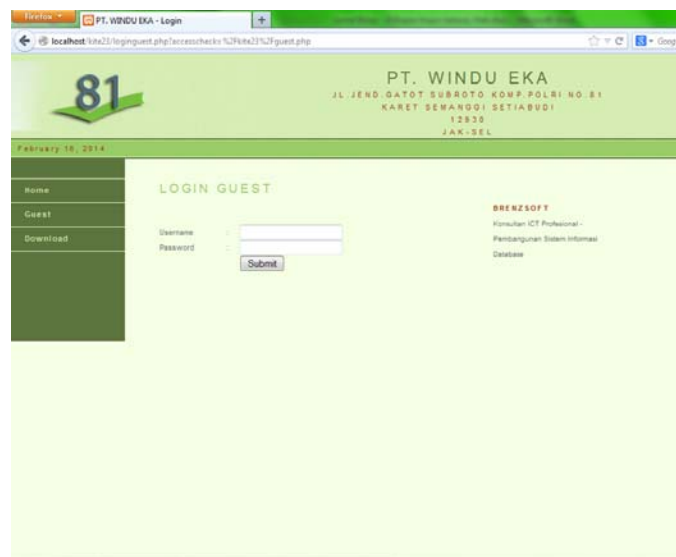 Firefox
PT. WINDU EKA - Login
localhost/kite23/loginguest.php?accesscheck=%2Fkite23%2Fguest.php
Goog
81
PT. WINDU EKA
JL.JEND.GATOT SUBROTO KOMP.POLRI NO.81
KARET SEMANGGI SETIABUDI
12930
JAK-SEL
February 18, 2014
Home
Guest
Download
LOGIN GUEST
Username :
Password :
Submit
BRENZSOFT
Konsultan ICT Profesional -
Pembangunan Sistem Informasi
Database